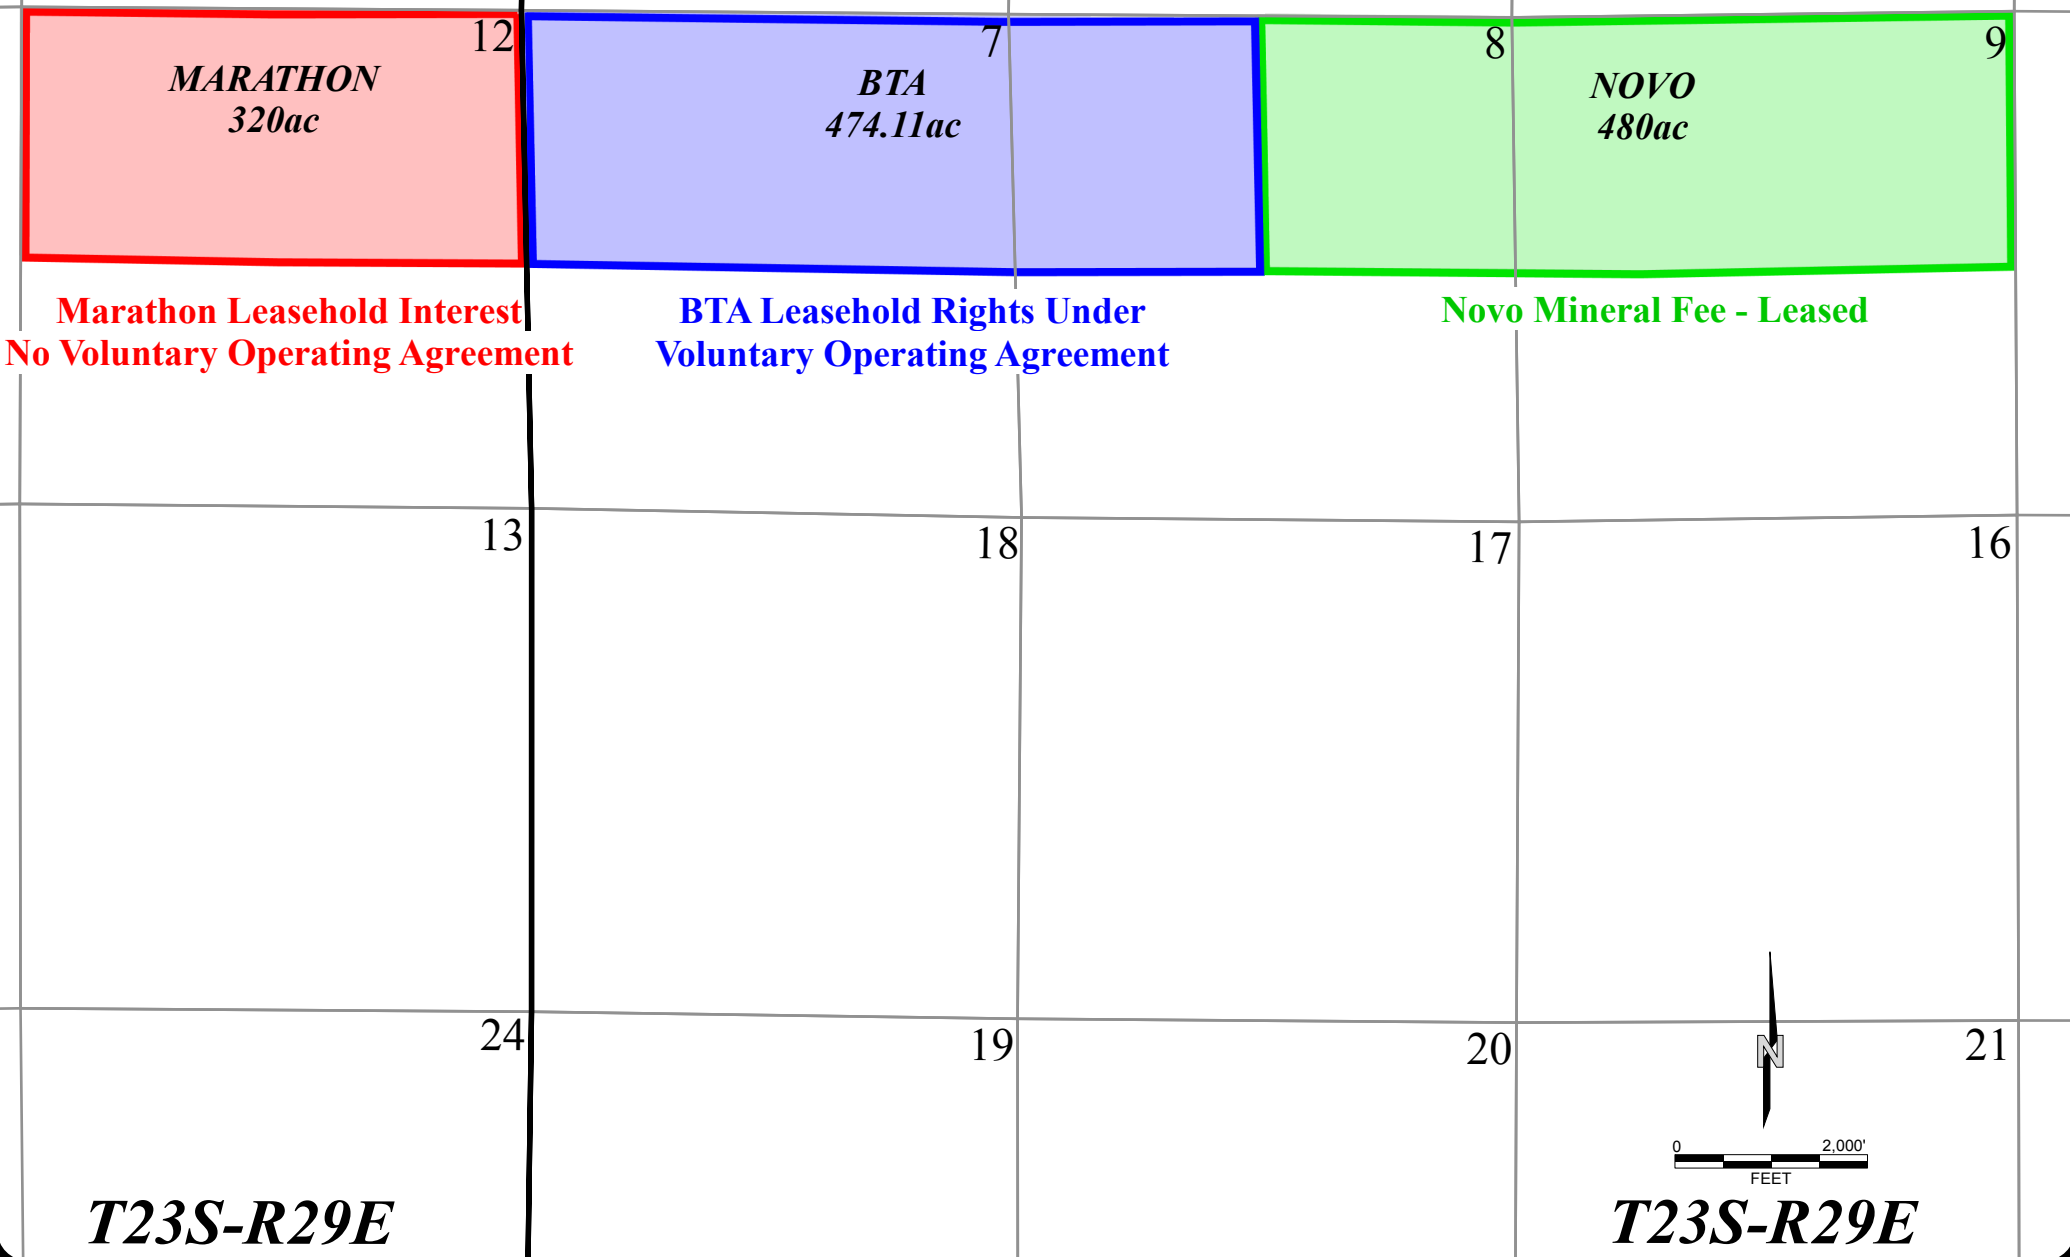 12
7
8
9
MARATHON
320ac
BTA
474.11ac
NOVO
480ac
Marathon Leasehold Interest
No Voluntary Operating Agreement
BTA Leasehold Rights Under
Voluntary Operating Agreement
Novo Mineral Fee - Leased
13
18
17
16
24
19
20
21
N
0
2,000'
FEET
T23S-R29E
T23S-R29E